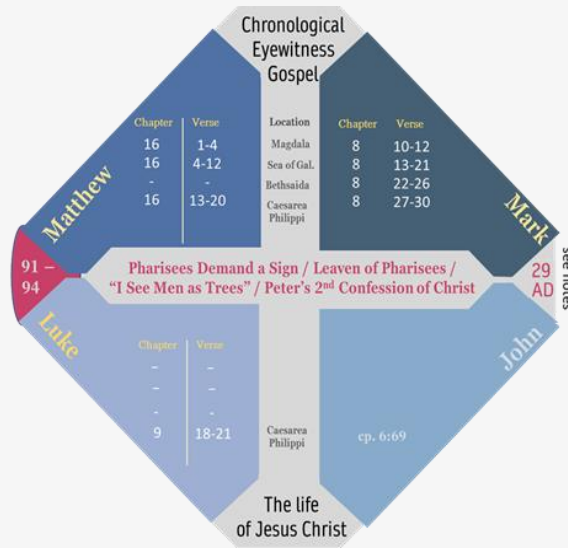 Chronological
Eyewitness
Gospel
Matthew
Chapter Verse
16 1-4
16 4-12
- -
16 13-20
Location
Magdala
Sea of Gal.
Bethsaida
Caesarea
Philippi
Mark
Chapter Verse
8 10-12
8 13-21
8 22-26
8 27-30
91 –
94
Pharisees Demand a Sign / Leaven of Pharisees /
“I See Men as Trees” / Peter’s 2nd Confession of Christ
29
AD
see notes
Luke
Chapter Verse
– –
– –
- -
9 18-21
Caesarea
Philippi
John
cp. 6:69
The life
of Jesus Christ